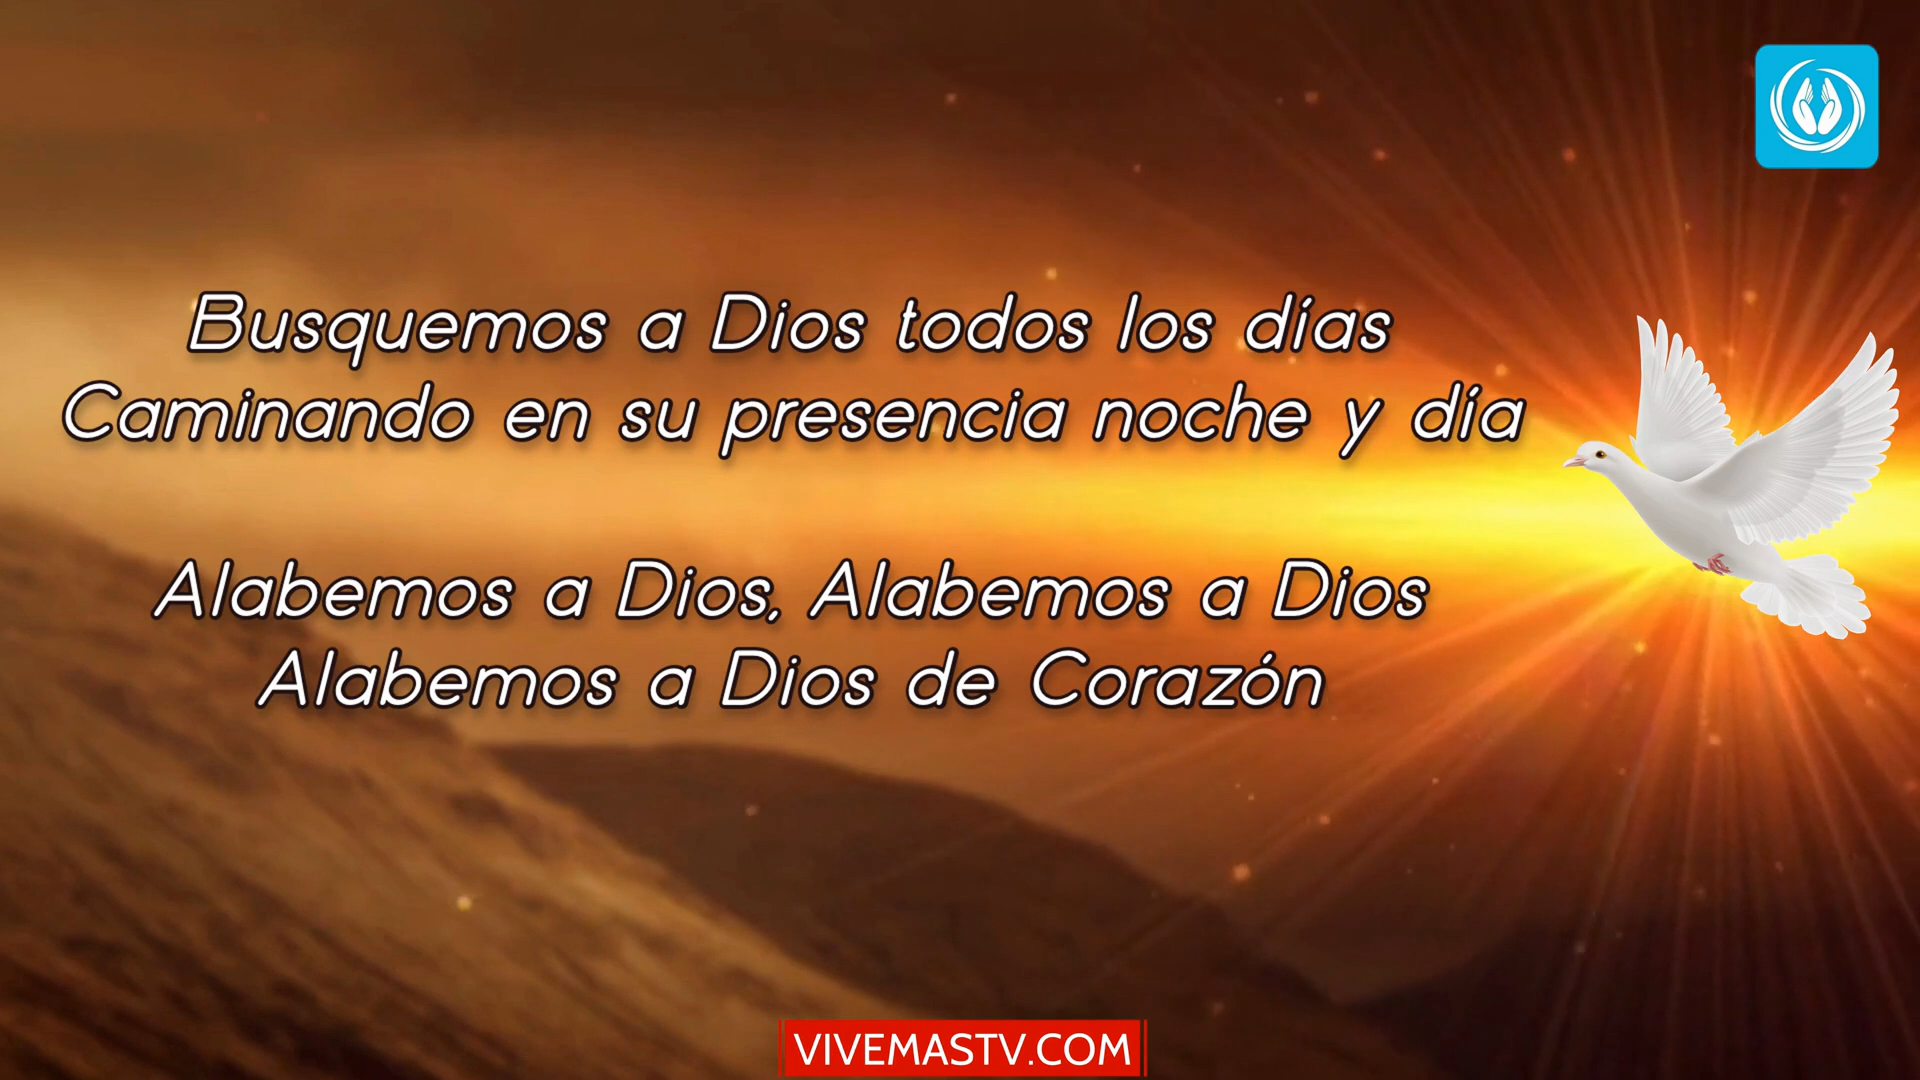 Busquemos a Dios todos los días
Caminando en su presencia noche y día
Alabemos a Dios, Alabemos a Dios
Alabemos a Dios de Corazón
VIVEMASTV.COM